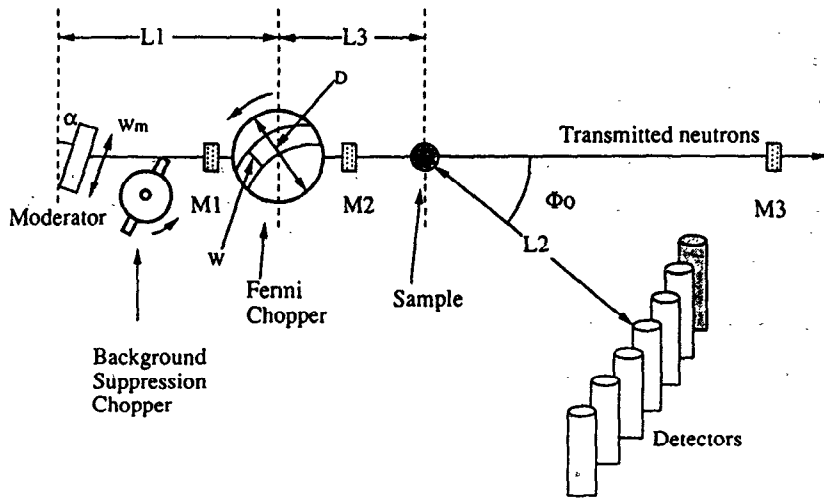 L1
L3
D
α
Wm
Transmitted neutrons
Moderator
M1
M2
M3
Φo
L2
W
Fermi
Chopper
Sample
Background
Suppression
Chopper
Detectors